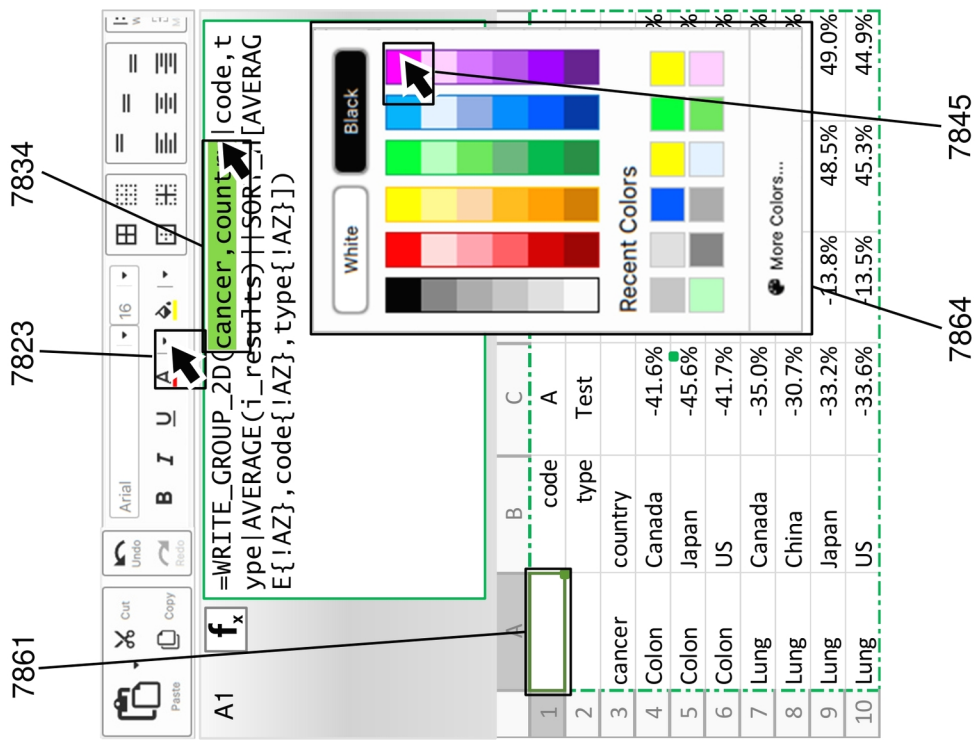 7861
7823
7834
Paste
Cut
Copy
Undo
Redo
Arial
16
B I U
A
A1
fx
=WRITE_GROUP_2D(cancer,country||code,t
ype|AVERAGE(i_results)||SORT_
[AVERAG
E{!AZ},code{!AZ},type{!AZ}])
White
Black
Recent Colors
More Colors...
A B C
1 code A
2 type Test
3 cancer country
4 Colon Canada -41.6%
5 Colon Japan -45.6%
6 Colon US -41.7%
7 Lung Canada -35.0%
8 Lung China -30.7%
9 Lung Japan -33.2% -13.8% 48.5% 49.0%
10 Lung US -33.6% -13.5% 45.3% 44.9%
7864
7845